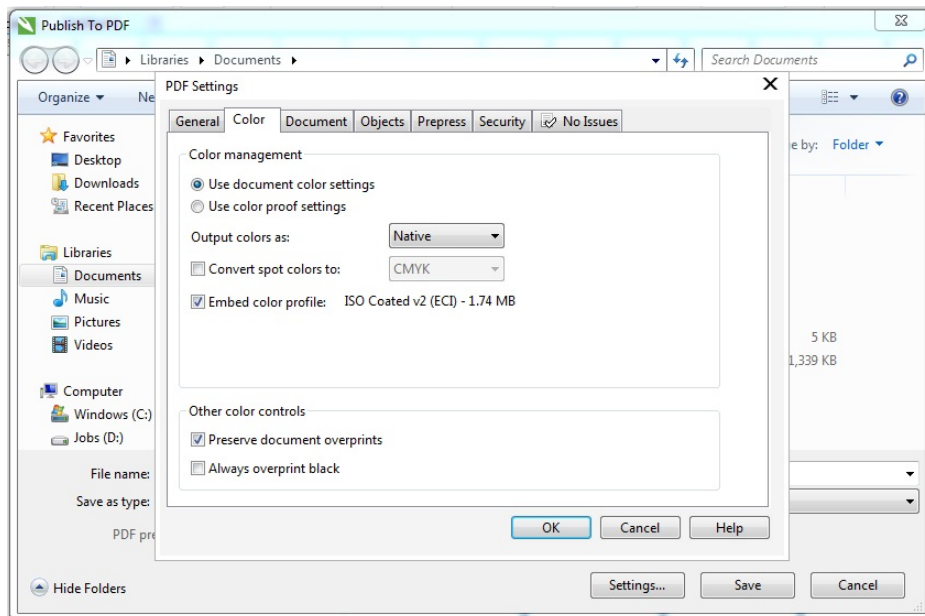 Publish To PDF
Libraries Documents
Search Documents
Organize Ne
PDF Settings
General Color Document Objects Prepress Security No Issues
e by: Folder
Favorites
Desktop
Downloads
Recent Places
Libraries
Documents
Music
Pictures
Videos
Computer
Windows (C:)
Jobs (D:)
Color management
Use document color settings
Use color proof settings
Output colors as: Native
Convert spot colors to: CMYK
Embed color profile: ISO Coated v2 (ECI) - 1.74 MB
5 KB
1,339 KB
Other color controls
Preserve document overprints
Always overprint black
File name:
Save as type:
PDF pre
OK Cancel Help
Hide Folders
Settings... Save Cancel